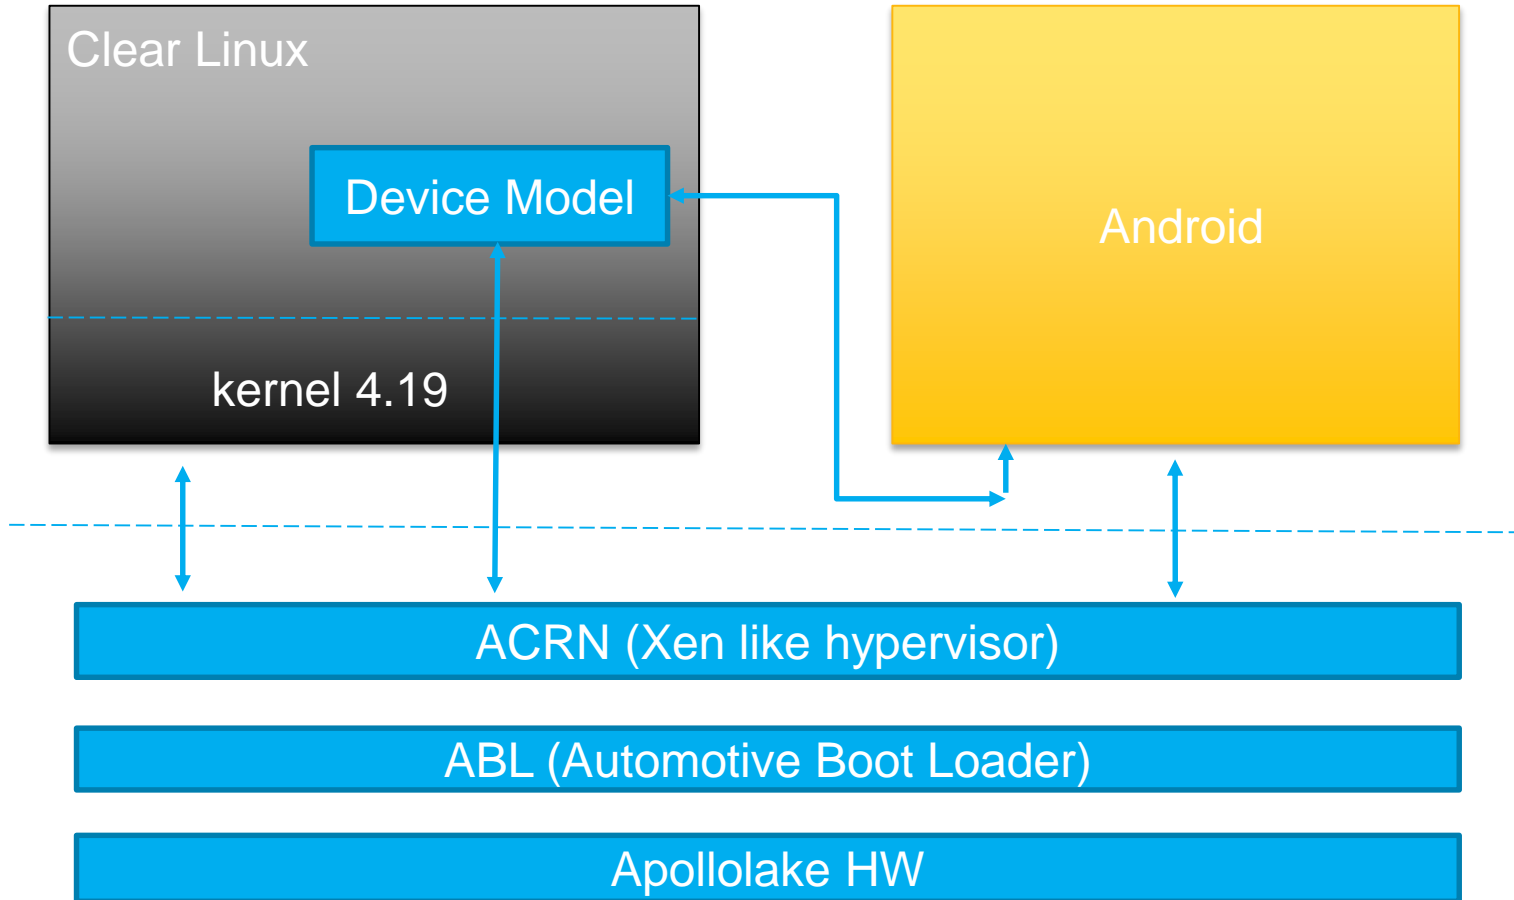 Clear Linux
Device Model
Android
kernel 4.19
ACRN (Xen like hypervisor)
ABL (Automotive Boot Loader)
Apollolake HW